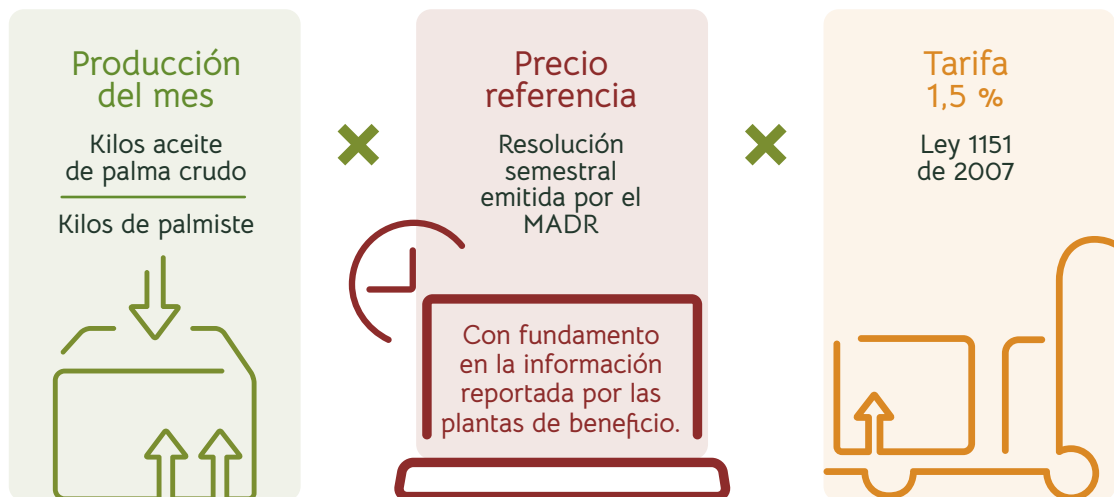 Producción
del mes
Kilos aceite
de palma crudo
Kilos de palmiste
×
Precio
referencia
Resolución
semestral
emitida por el
MADR
Con fundamento
en la información
reportada por las
plantas de beneficio.
×
Tarifa
1,5 %
Ley 1151
de 2007